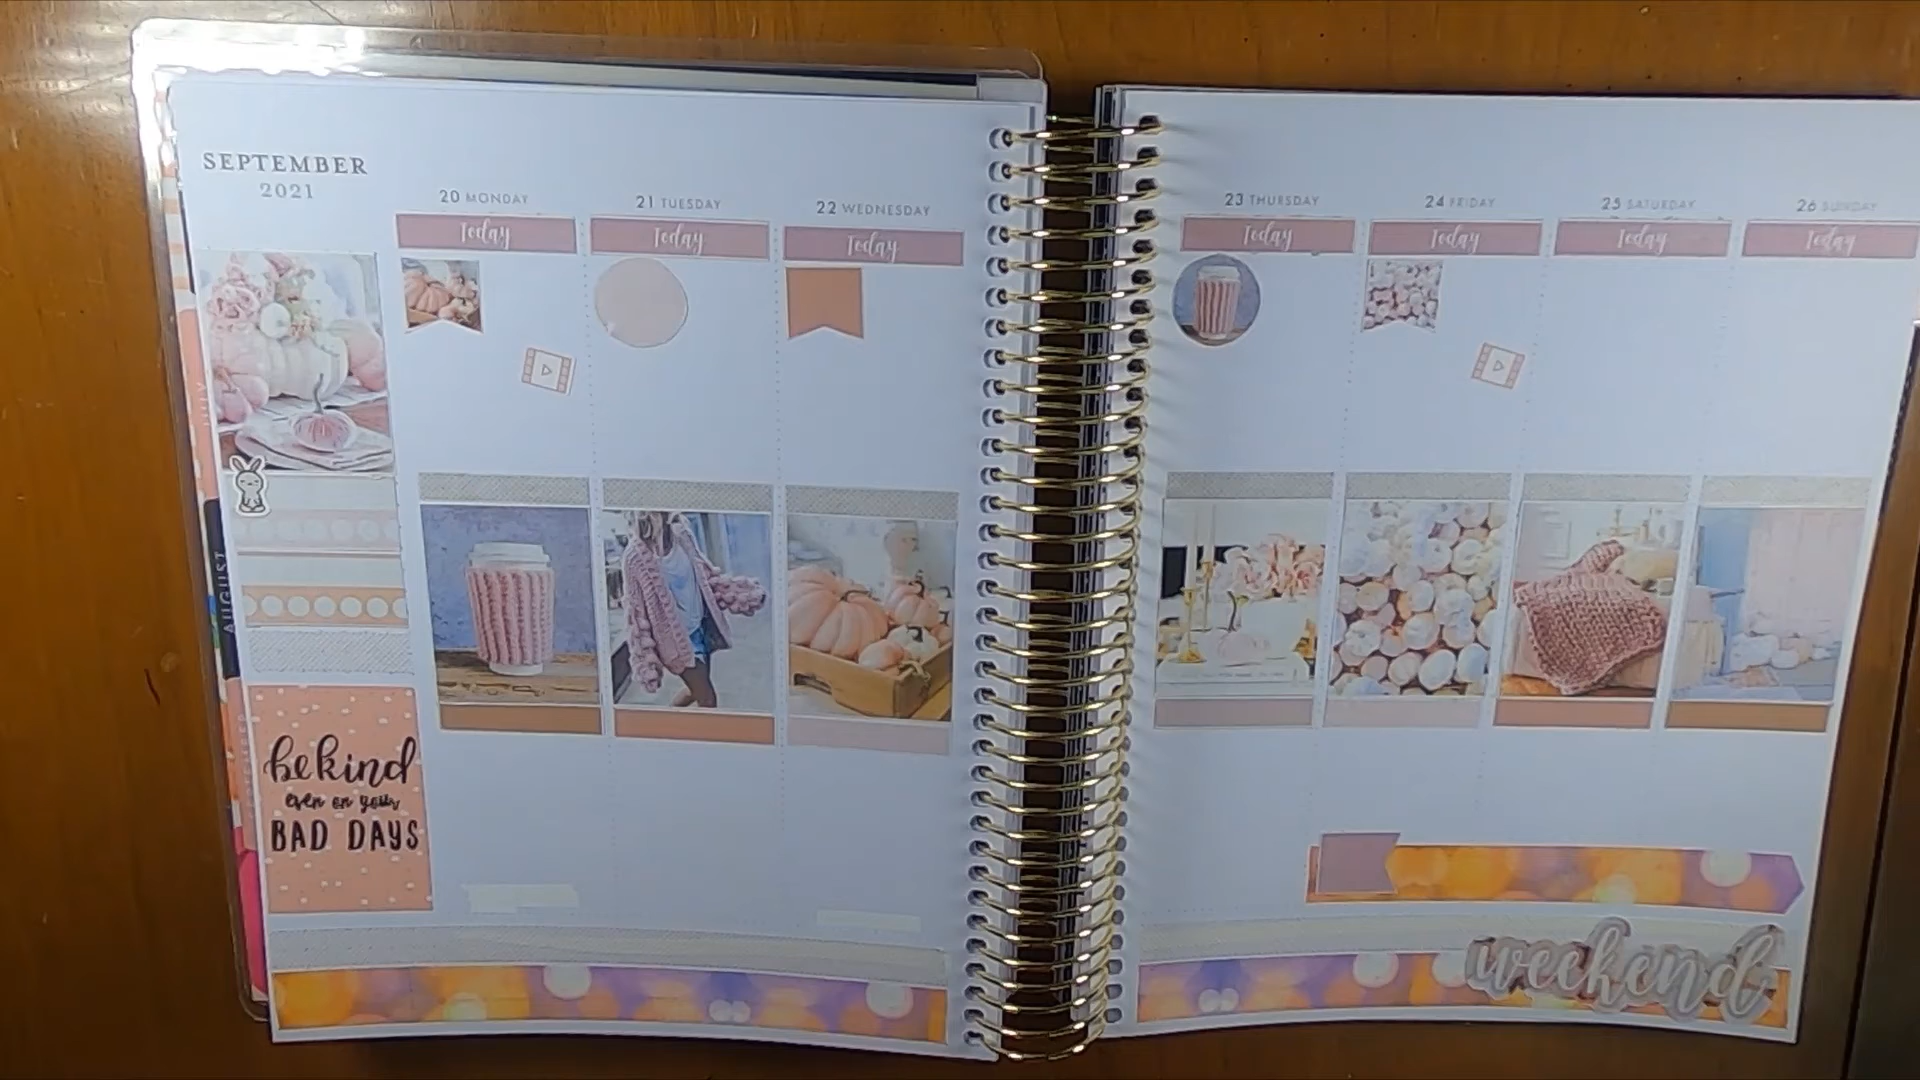 SEPTEMBER
2021
20 MONDAY
21 TUESDAY
22 WEDNESDAY
23 THURSDAY
24 FRIDAY
25 SATURDAY
26 SUNDAY
Today
Today
Today
Today
Today
Today
Today
AUGUST
be kind
even on your
BAD DAYS
weekend